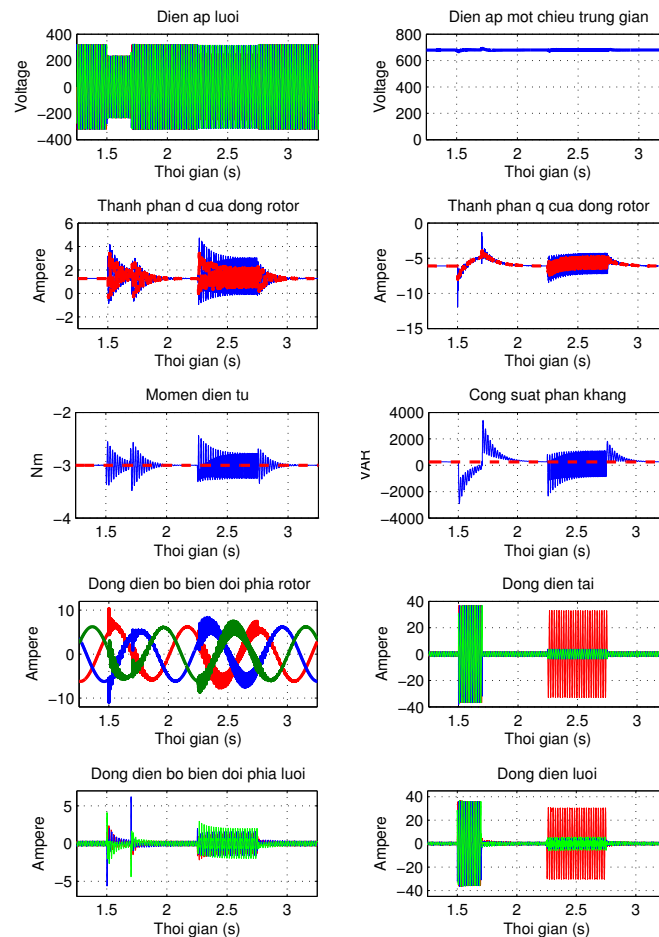 Dien ap luoi
400
200
0
−200
−400
Voltage
1.5 2 2.5 3
Thoi gian (s)
Dien ap mot chieu trung gian
800
600
400
200
0
Voltage
1.5 2 2.5 3
Thoi gian (s)
Thanh phan d cua dong rotor
6
4
2
0
−2
Ampere
1.5 2 2.5 3
Thoi gian (s)
Thanh phan q cua dong rotor
0
−5
−10
−15
Ampere
1.5 2 2.5 3
Thoi gian (s)
Momen dien tu
−2
−3
−4
Nm
1.5 2 2.5 3
Thoi gian (s)
Cong suat phan khang
4000
2000
0
−2000
−4000
VAR
1.5 2 2.5 3
Thoi gian (s)
Dong dien bo bien doi phia rotor
10
0
−10
Ampere
1.5 2 2.5 3
Thoi gian (s)
Dong dien tai
40
20
0
−20
−40
Ampere
1.5 2 2.5 3
Thoi gian (s)
Dong dien bo bien doi phia luoi
5
0
−5
Ampere
1.5 2 2.5 3
Thoi gian (s)
Dong dien luoi
40
20
0
−20
−40
Ampere
1.5 2 2.5 3
Thoi gian (s)